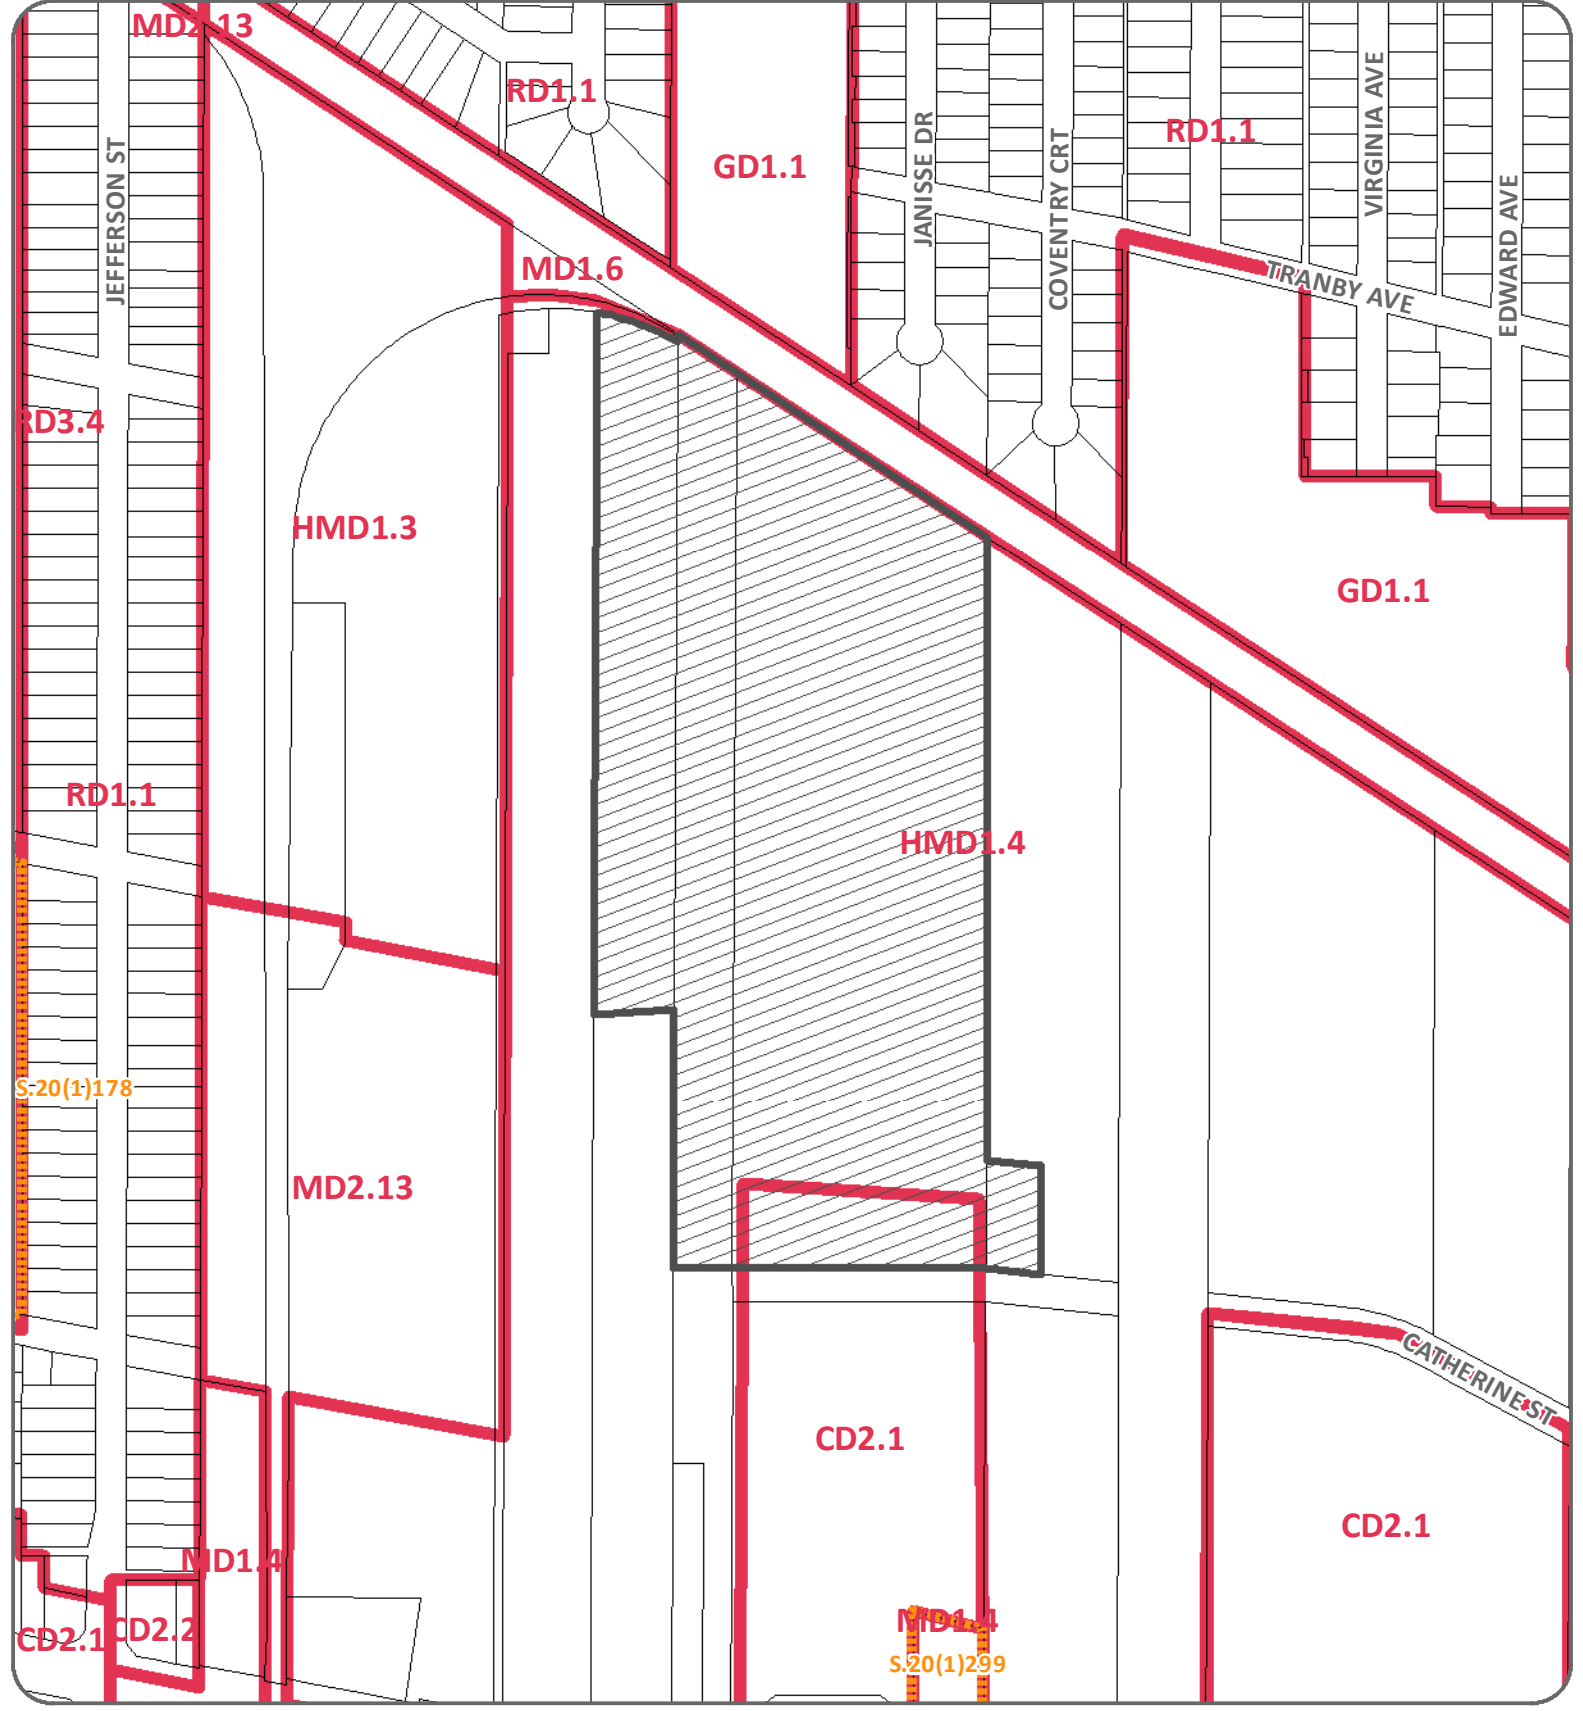 MD2.13
RD1.1
RD1.1
GD1.1
JEFFERSON ST
JANISSE DR
COVENTRY CRT
VIRGINIA AVE
EDWARD AVE
MD1.6
TRANBY AVE
RD3.4
HMD1.3
GD1.1
RD1.1
HMD1.4
S.20(1)178
MD2.13
CATHERINE ST
CD2.1
CD2.1
MD1.4
CD2.1
CD2.2
MD1.4
S.20(1)299